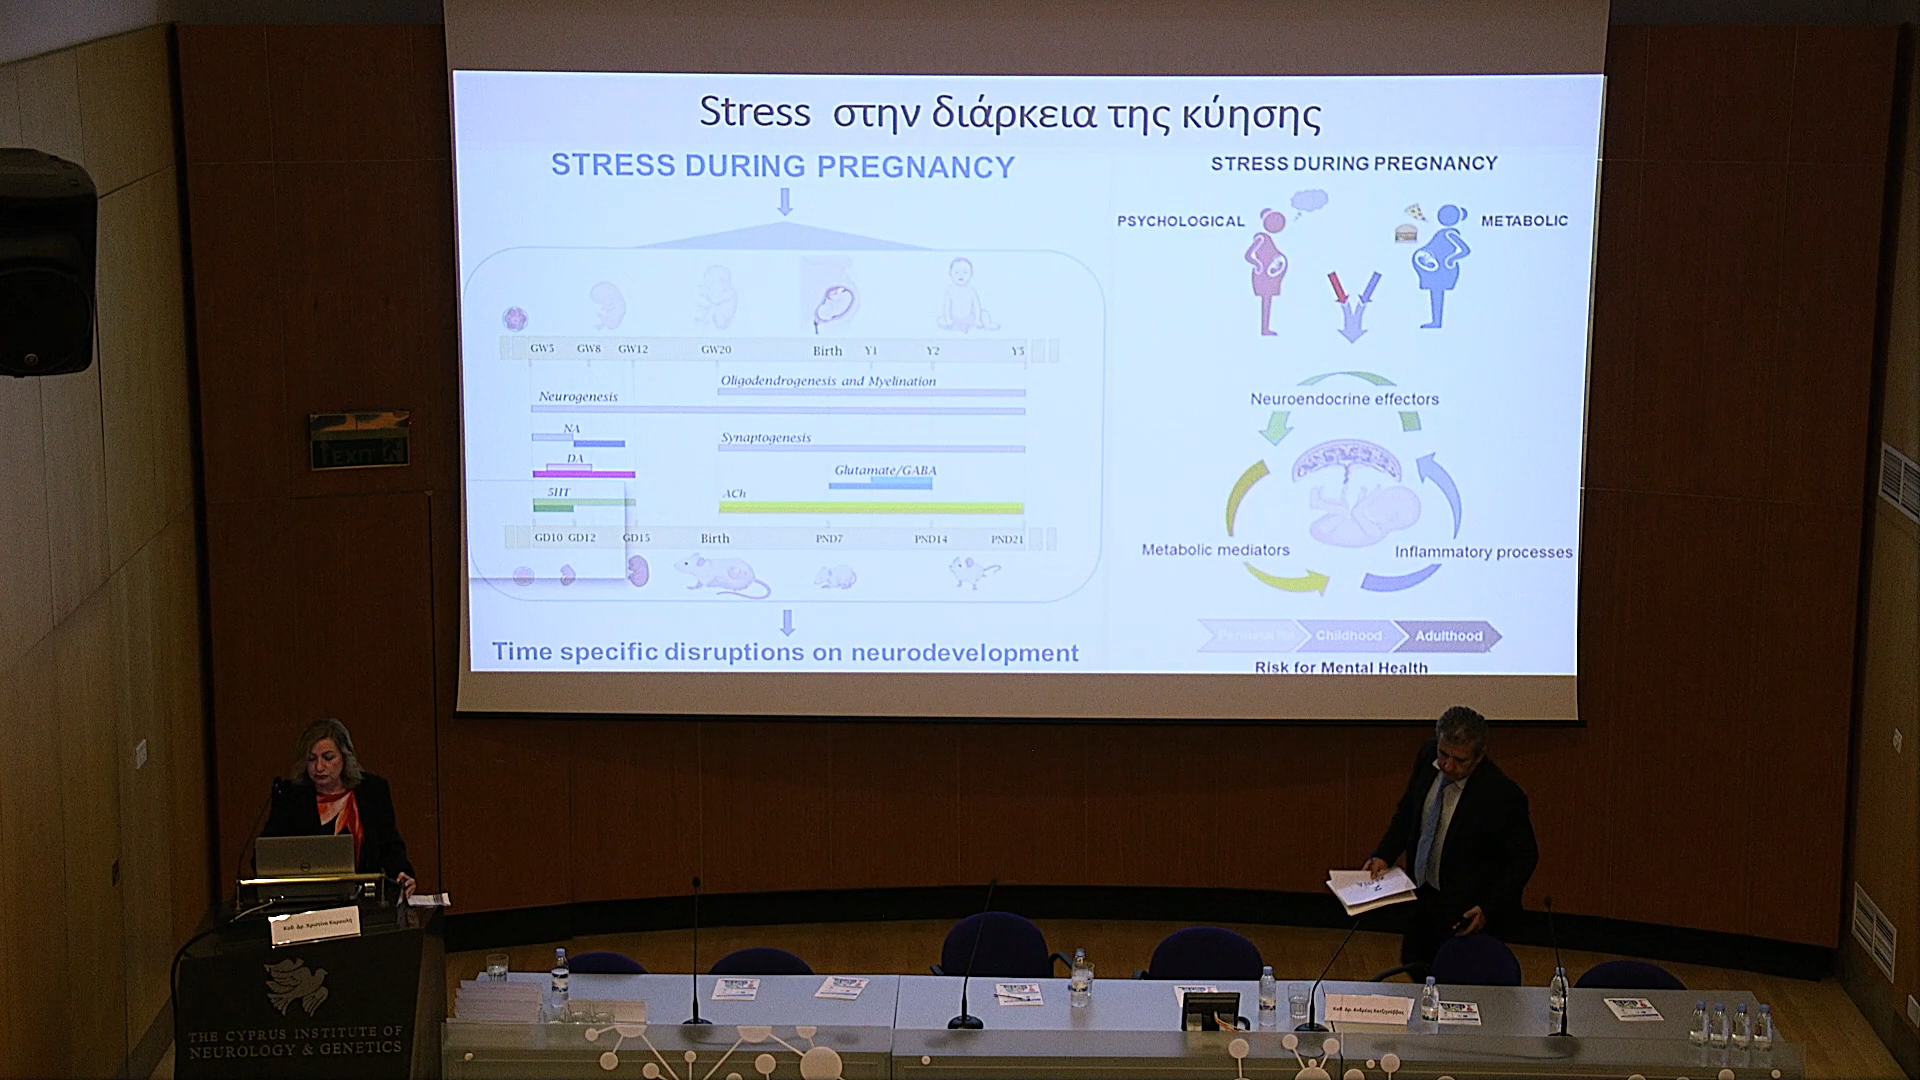 Stress στην διάρκεια της κύησης
STRESS DURING PREGNANCY
GW5 GW8 GW12 GW20 Birth Y1 Y2 Y3
Oligodendrogenesis and Myelination
Neurogenesis
NA
Synaptogenesis
DA
Glutamate/GABA
5HT
ACh
GD10 GD12 GD15 Birth PND7 PND14 PND21
Time specific disruptions on neurodevelopment
STRESS DURING PREGNANCY
PSYCHOLOGICAL
METABOLIC
Neuroendocrine effectors
Metabolic mediators
Inflammatory processes
Childhood
Adulthood
Risk for Mental Health
EXIT
THE CYPRUS INSTITUTE OF
NEUROLOGY & GENETICS